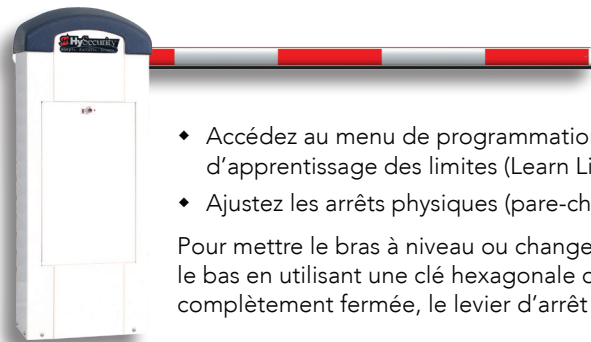 HySecurity
◆ Accédez au menu de programmation
d'apprentissage des limites (Learn Li
◆ Ajustez les arrêts physiques (pare-ch
Pour mettre le bras à niveau ou change
le bas en utilisant une clé hexagonale
complètement fermée, le levier d'arrêt